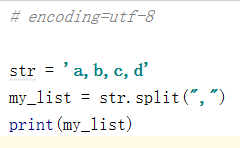 # encoding=utf-8
str = 'a,b,c,d'
my_list = str.split(",")
print(my_list)